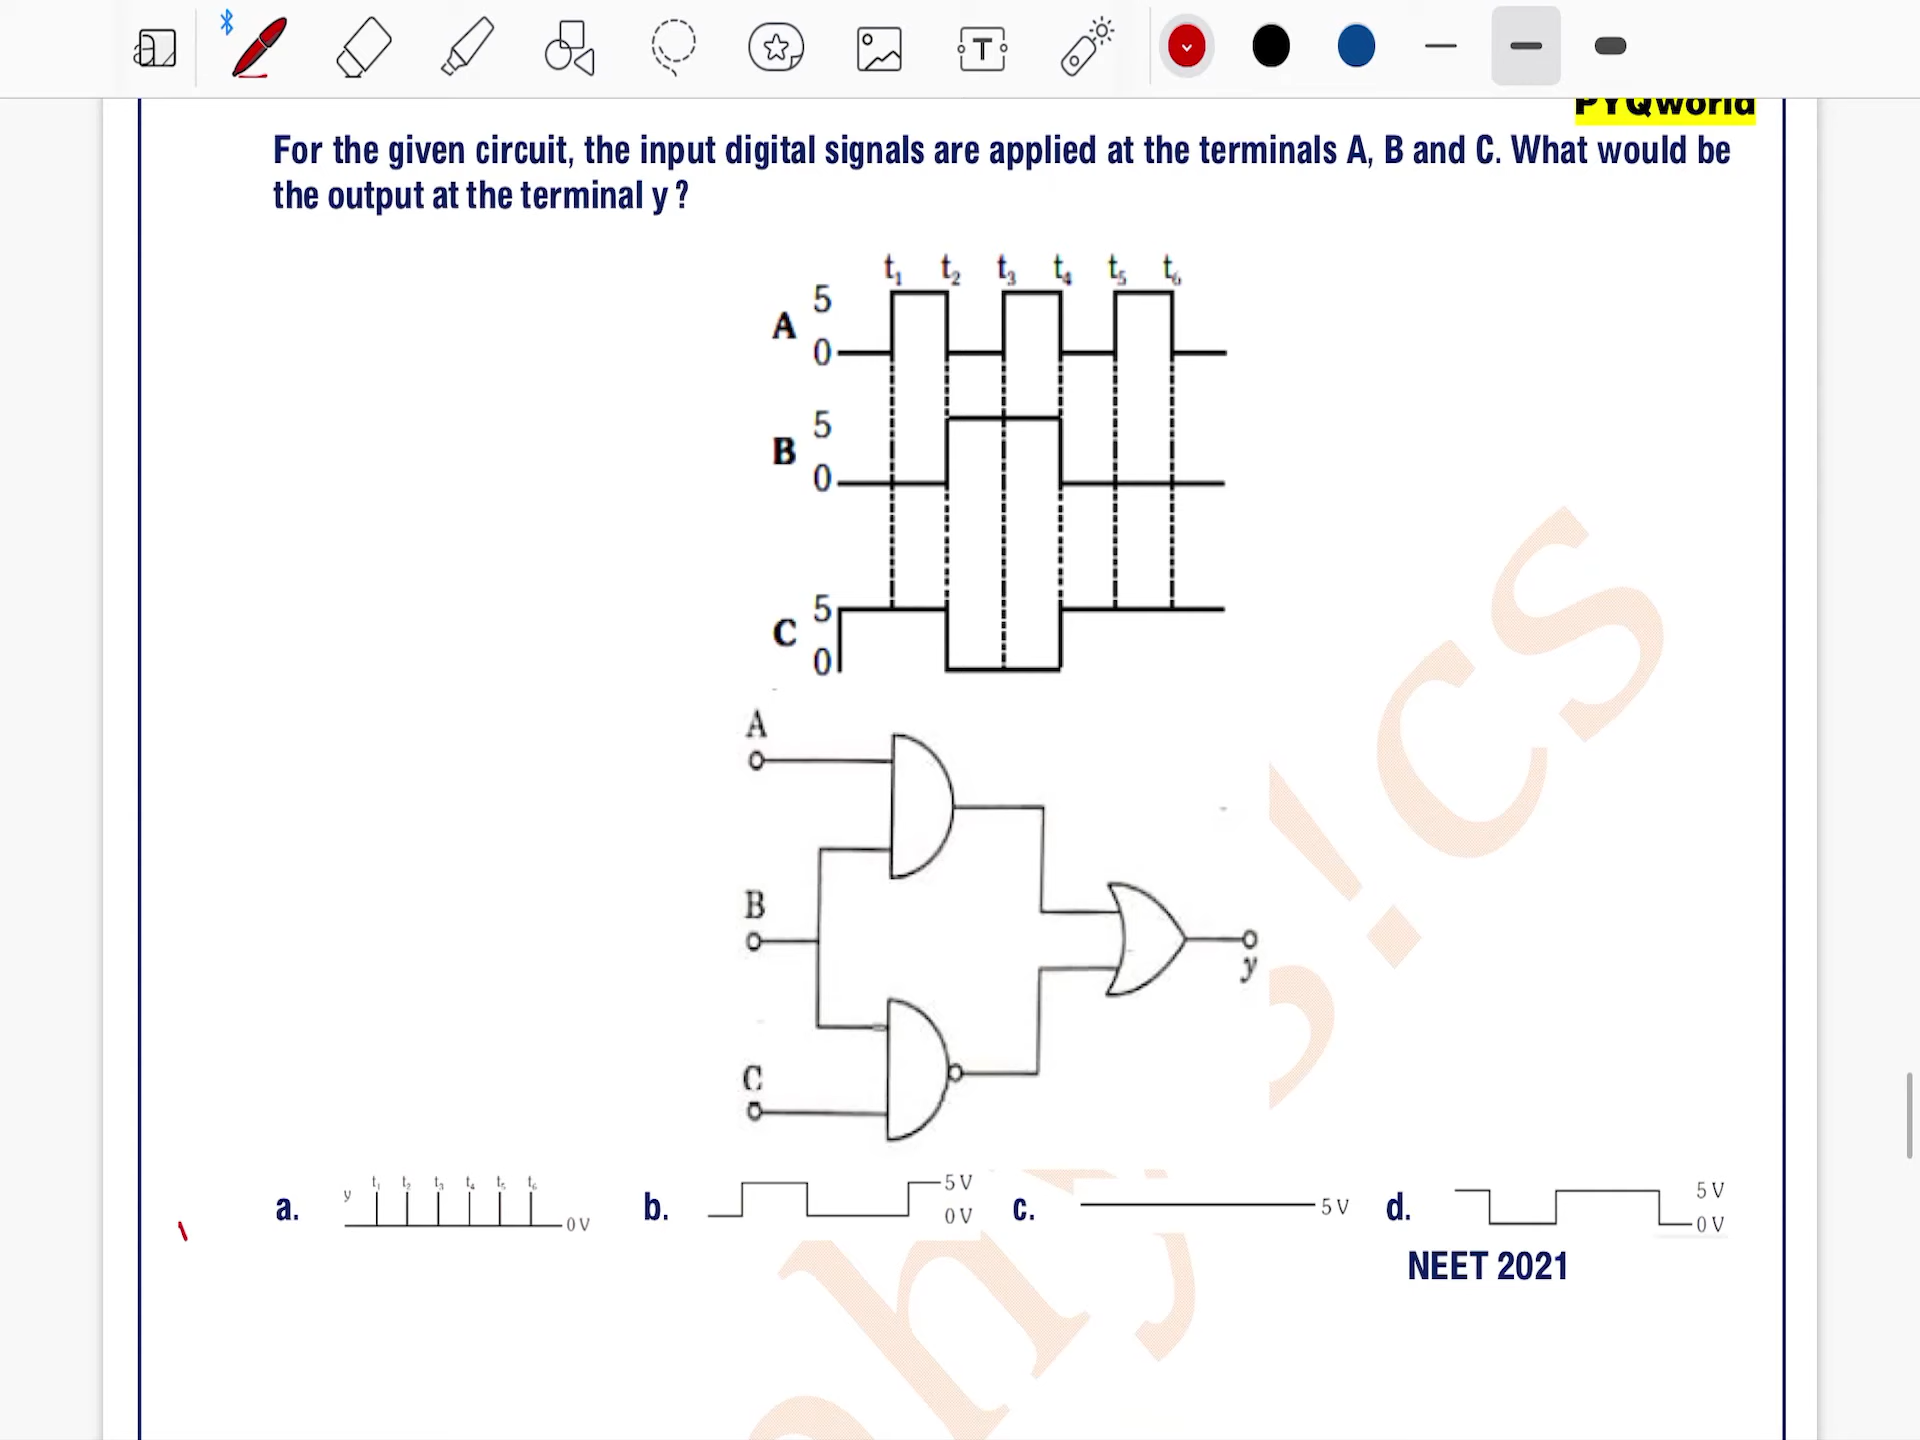 PYQworld
For the given circuit, the input digital signals are applied at the terminals A, B and C. What would be
the output at the terminal y ?
t₁ t₂ t₃ t₄ t₅ t₆
5
A
0
5
B
0
5
C
0
A
B
y
C
a. y t₁ t₂ t₃ t₄ t₅ t₆ 0 V
b. 5 V 0 V
c. 5 V
d. 5 V 0 V
NEET 2021